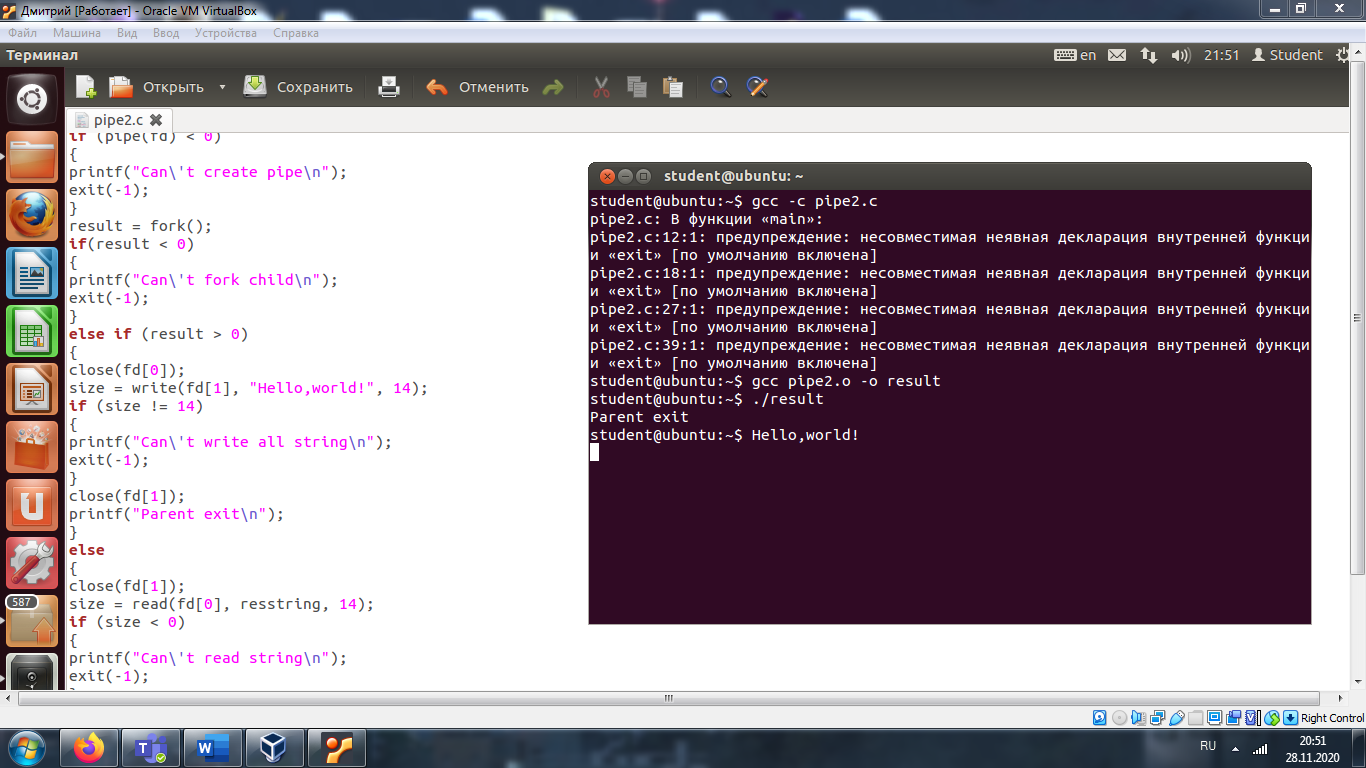 Дмитрий [Работает] - Oracle VM VirtualBox
Файл Машина Вид Ввод Устройства Справка
Терминал en 21:51 Student
Открыть Сохранить Отменить
pipe2.c
if (pipe(fd) < 0)
{
printf("Can\'t create pipe\n");
exit(-1);
}
result = fork();
if(result < 0)
{
printf("Can\'t fork child\n");
exit(-1);
}
else if (result > 0)
{
close(fd[0]);
size = write(fd[1], "Hello,world!", 14);
if (size != 14)
{
printf("Can\'t write all string\n");
exit(-1);
}
close(fd[1]);
printf("Parent exit\n");
}
else
{
close(fd[1]);
size = read(fd[0], resstring, 14);
if (size < 0)
{
printf("Can\'t read string\n");
exit(-1);
student@ubuntu: ~
student@ubuntu:~$ gcc -c pipe2.c
pipe2.c: В функции «main»:
pipe2.c:12:1: предупреждение: несовместимая неявная декларация внутренней функци
и «exit» [по умолчанию включена]
pipe2.c:18:1: предупреждение: несовместимая неявная декларация внутренней функци
и «exit» [по умолчанию включена]
pipe2.c:27:1: предупреждение: несовместимая неявная декларация внутренней функци
и «exit» [по умолчанию включена]
pipe2.c:39:1: предупреждение: несовместимая неявная декларация внутренней функци
и «exit» [по умолчанию включена]
student@ubuntu:~$ gcc pipe2.o -o result
student@ubuntu:~$ ./result
Parent exit
student@ubuntu:~$ Hello,world!
587
Right Control
RU
20:51
28.11.2020